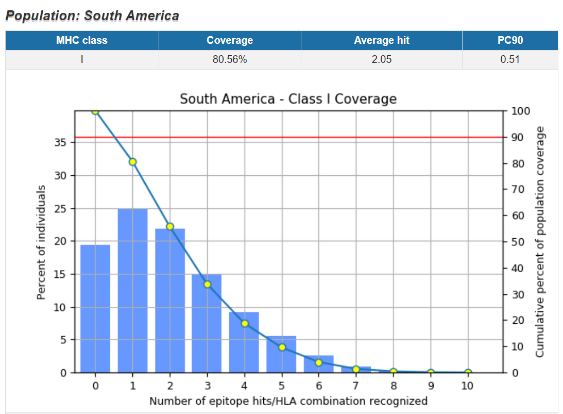 Population: South America
MHC class Coverage Average hit PC90
I 80.56% 2.05 0.51
South America - Class I Coverage
Percent of individuals
35
30
25
20
15
10
5
0
100
90
80
70
60
50
40
30
20
10
0
Cumulative percent of population coverage
0 1 2 3 4 5 6 7 8 9 10
Number of epitope hits/HLA combination recognized